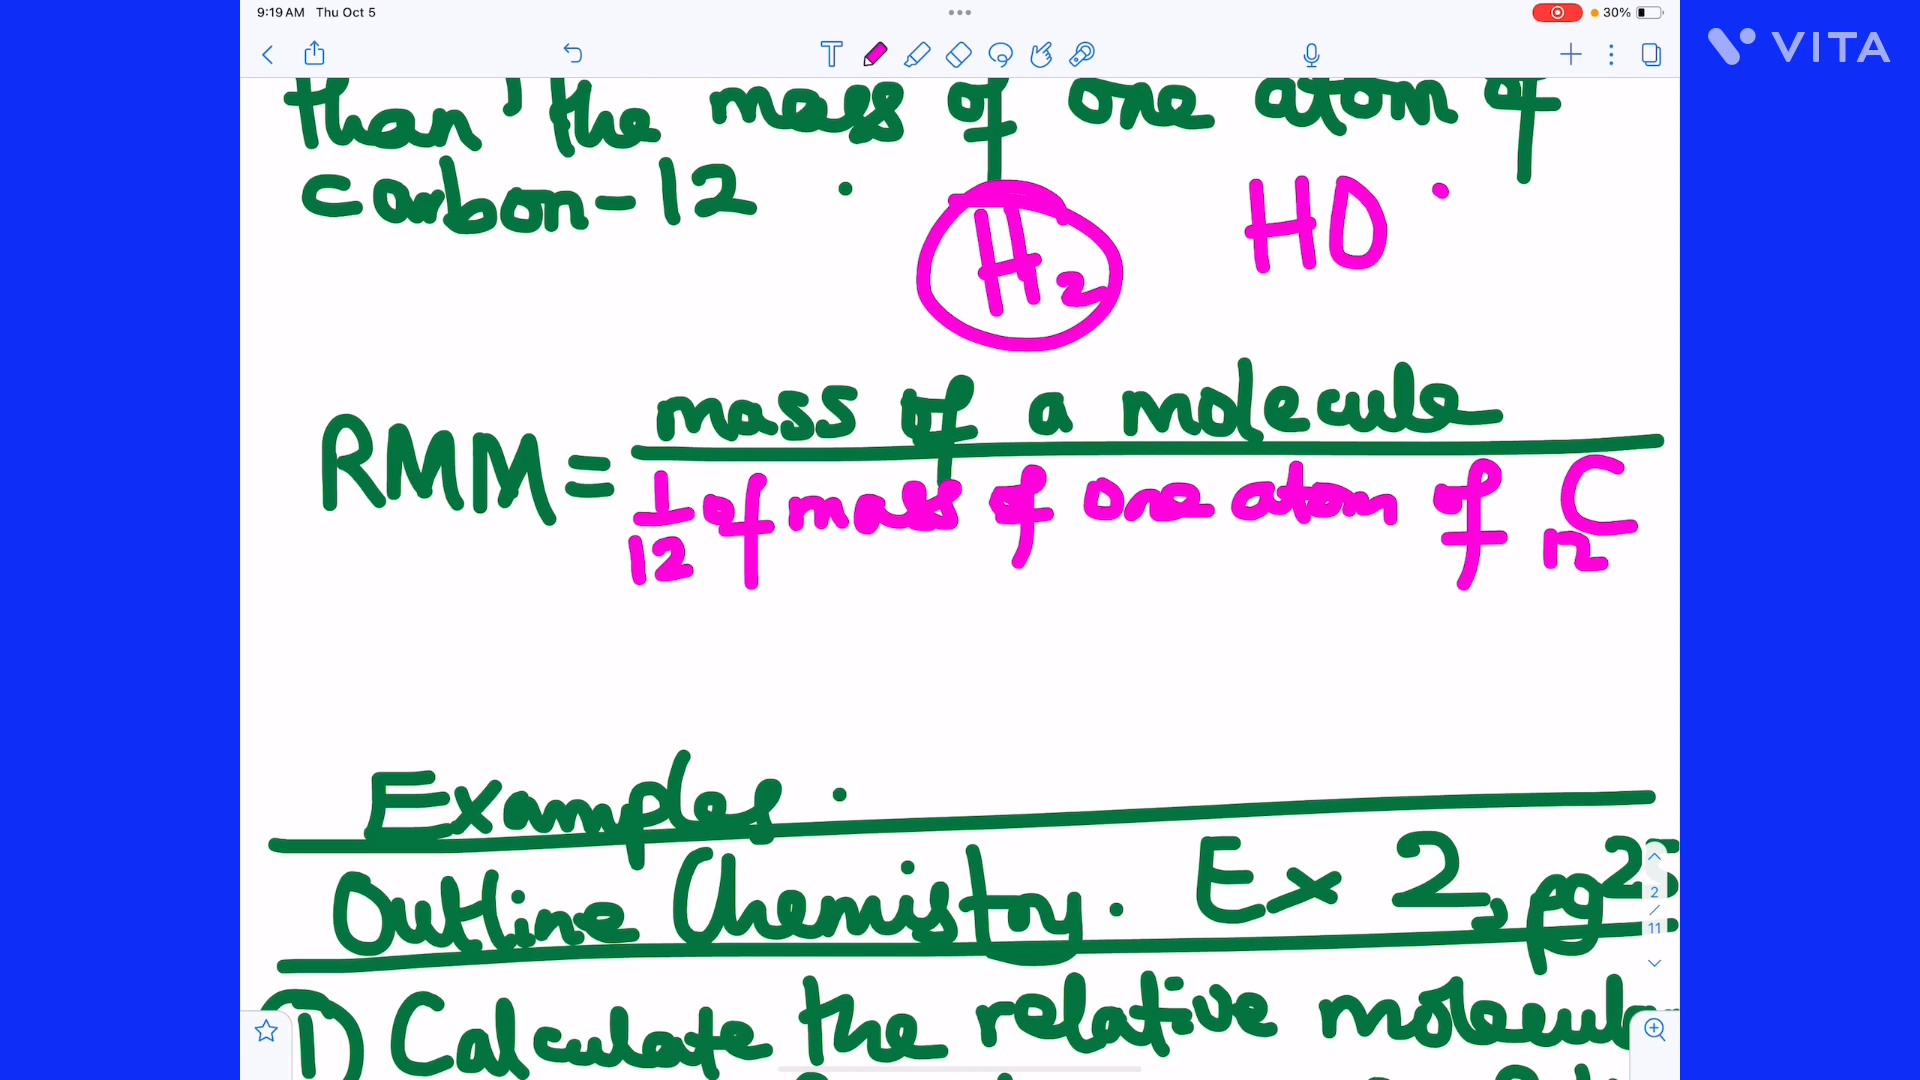 9:19 AM Thu Oct 5
30%
VITA
than the mass of one atom of
carbon-12 .
H2 HO
RMM = mass of a molecule
1/12 of mass of one atom of C
12
Examples.
Outline Chemistry. Ex 2, pg
2
/
11
1) Calculate the relative